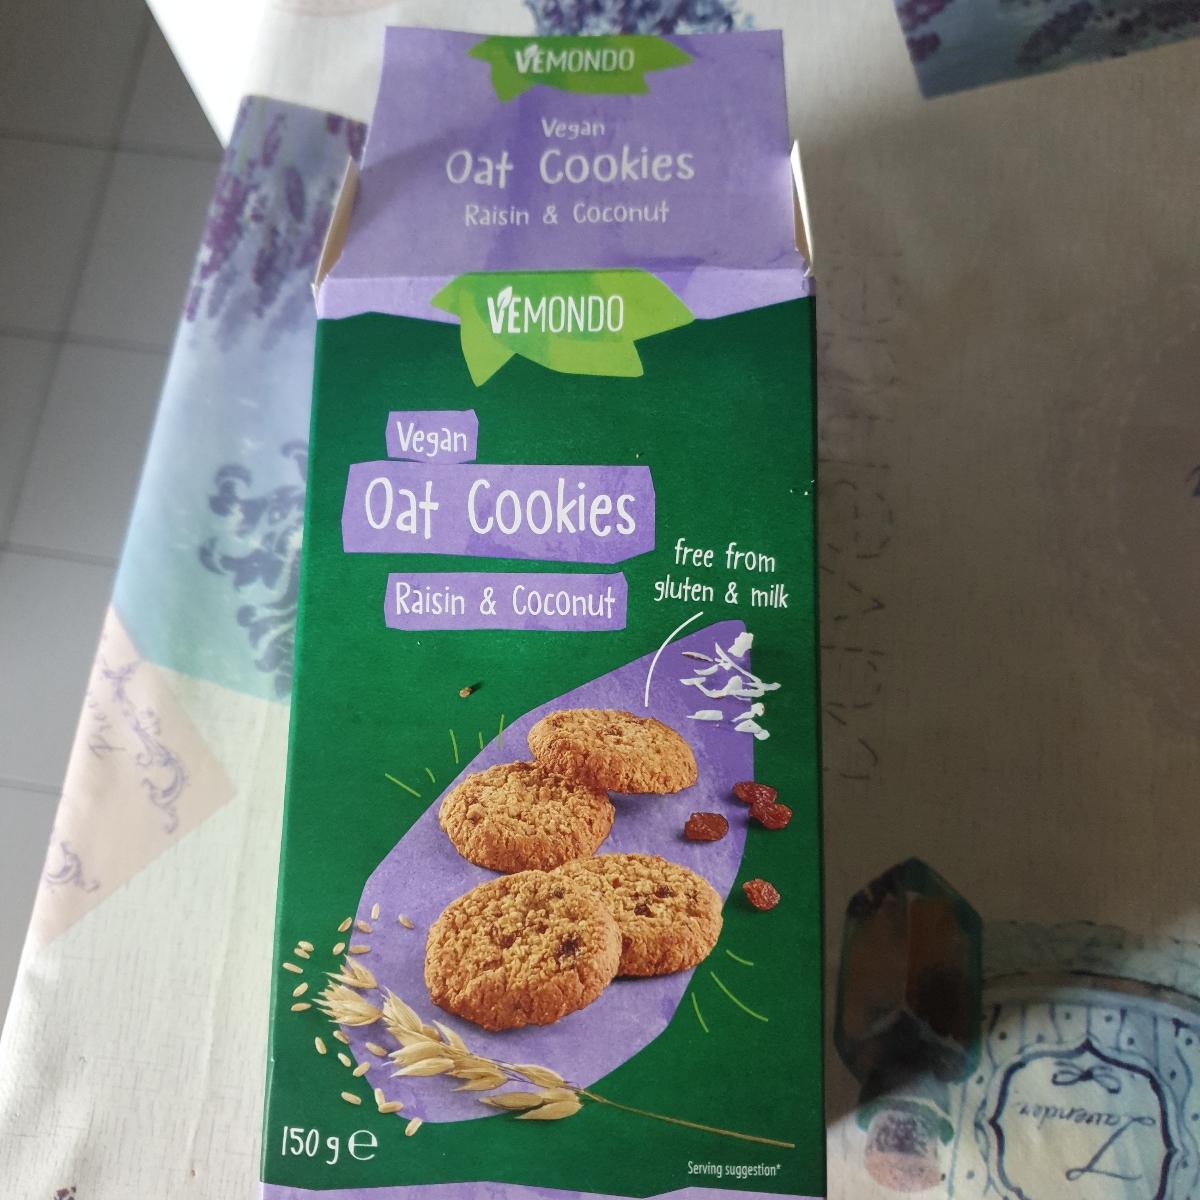 VEMONDO
Vegan
Oat Cookies
Raisin & Coconut
VEMONDO
Vegan
Oat Cookies
Raisin & Coconut
free from
gluten & milk
150 g e
Serving suggestion*
Lavender